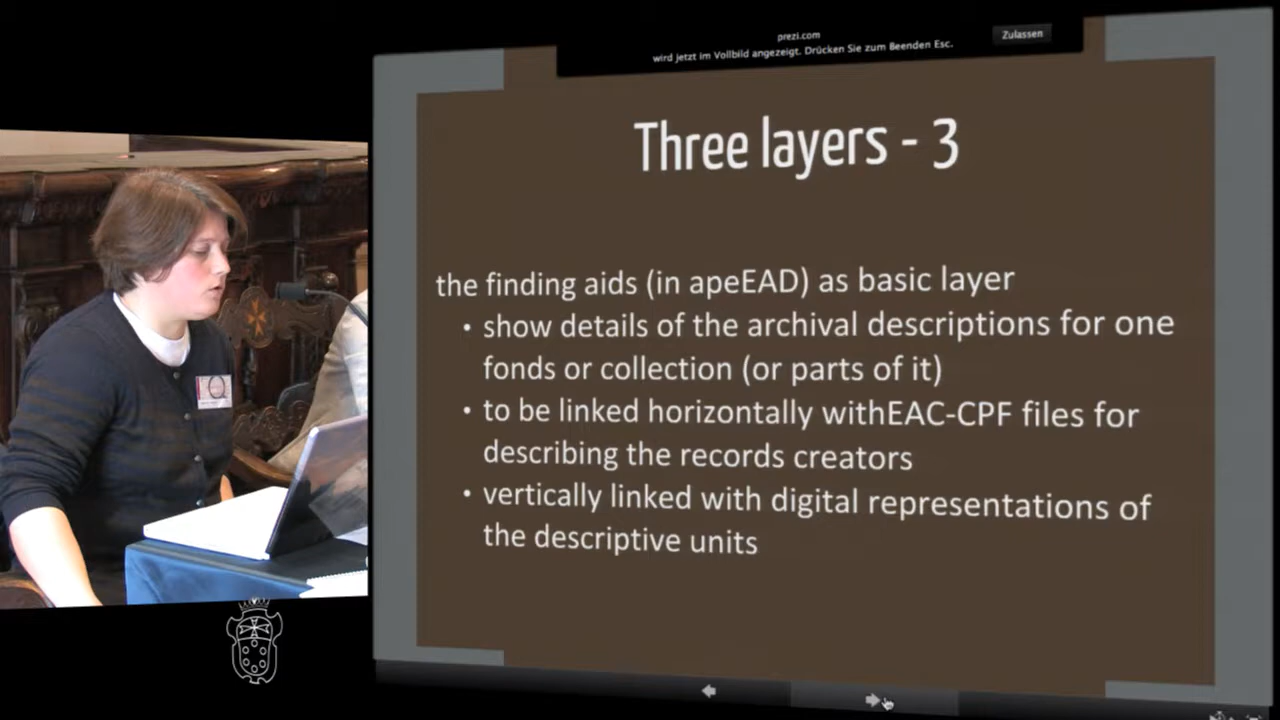 prezi.com
wird jetzt im Vollbild angezeigt. Drücken Sie zum Beenden Esc.
Zulassen
Three layers - 3
the finding aids (in apeEAD) as basic layer
• show details of the archival descriptions for one
fonds or collection (or parts of it)
• to be linked horizontally withEAC-CPF files for
describing the records creators
• vertically linked with digital representations of
the descriptive units